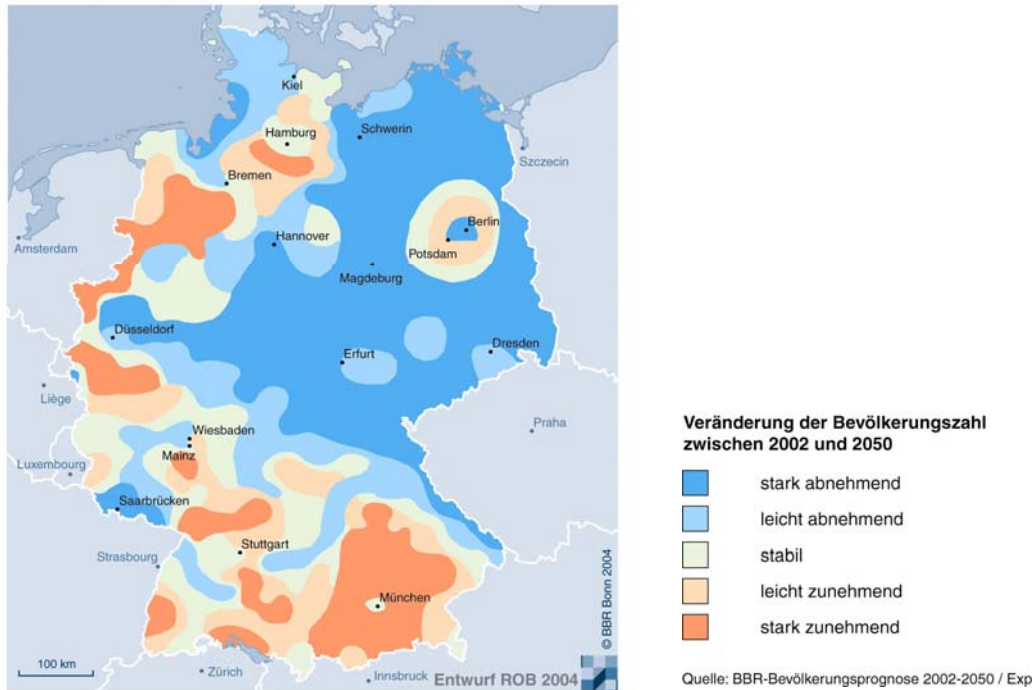 Kiel
Hamburg
Schwerin
Szczecin
Bremen
Berlin
Amsterdam
Hannover
Potsdam
Magdeburg
Düsseldorf
Erfurt
Dresden
Liège
Praha
Wiesbaden
Mainz
Luxembourg
Saarbrücken
Strasbourg
Stuttgart
München
© BBR Bonn 2004
100 km
Zürich
Innsbruck
Entwurf ROB 2004
Veränderung der Bevölkerungszahl
zwischen 2002 und 2050
stark abnehmend
leicht abnehmend
stabil
leicht zunehmend
stark zunehmend
Quelle: BBR-Bevölkerungsprognose 2002-2050 / Exp